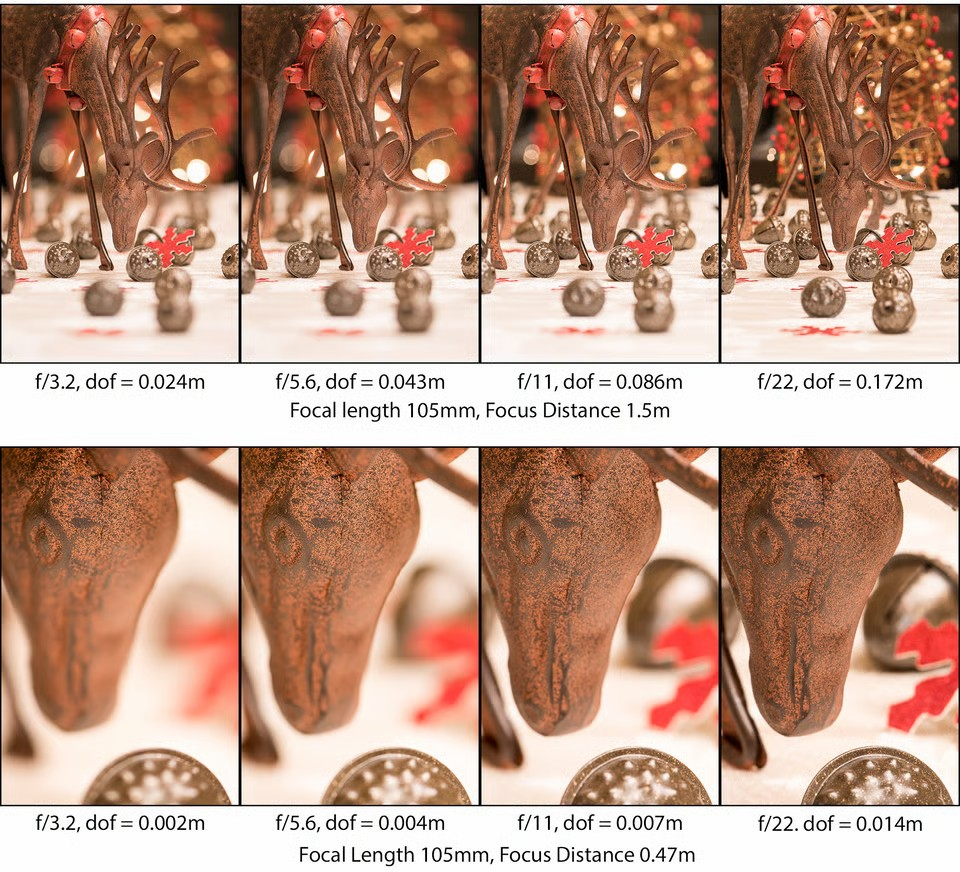 f/3.2, dof = 0.024m
f/5.6, dof = 0.043m
f/11, dof = 0.086m
f/22, dof = 0.172m
Focal length 105mm, Focus Distance 1.5m
f/3.2, dof = 0.002m
f/5.6, dof = 0.004m
f/11, dof = 0.007m
f/22. dof = 0.014m
Focal Length 105mm, Focus Distance 0.47m